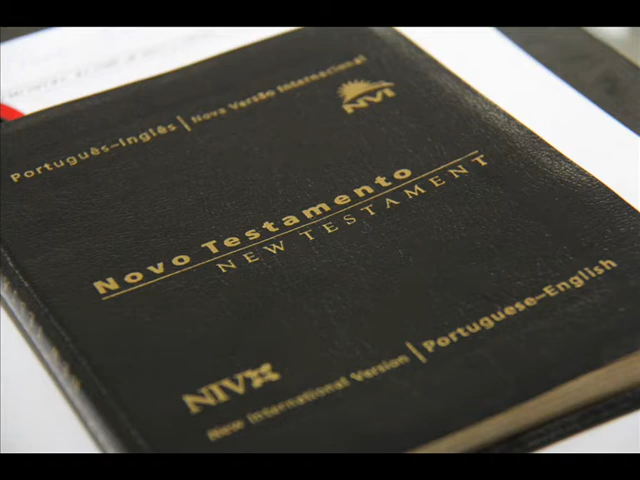 Português-Inglês | Nova Versão Internacional
NVI
Novo Testamento
NEW TESTAMENT
NIV
New International Version | Portuguese-English